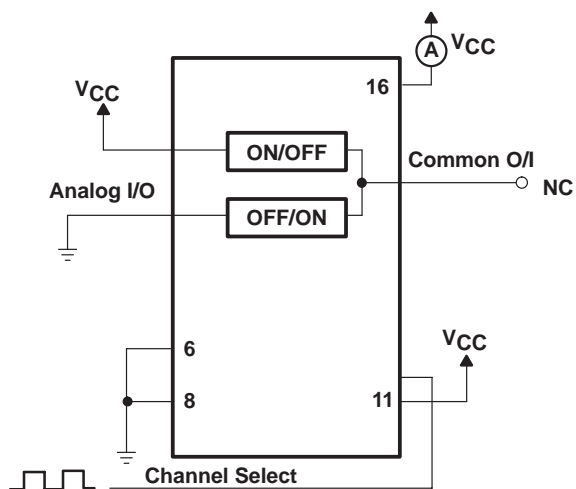 A
VCC
16
VCC
ON/OFF
Common O/I
NC
Analog I/O
OFF/ON
6
VCC
8
11
Channel Select